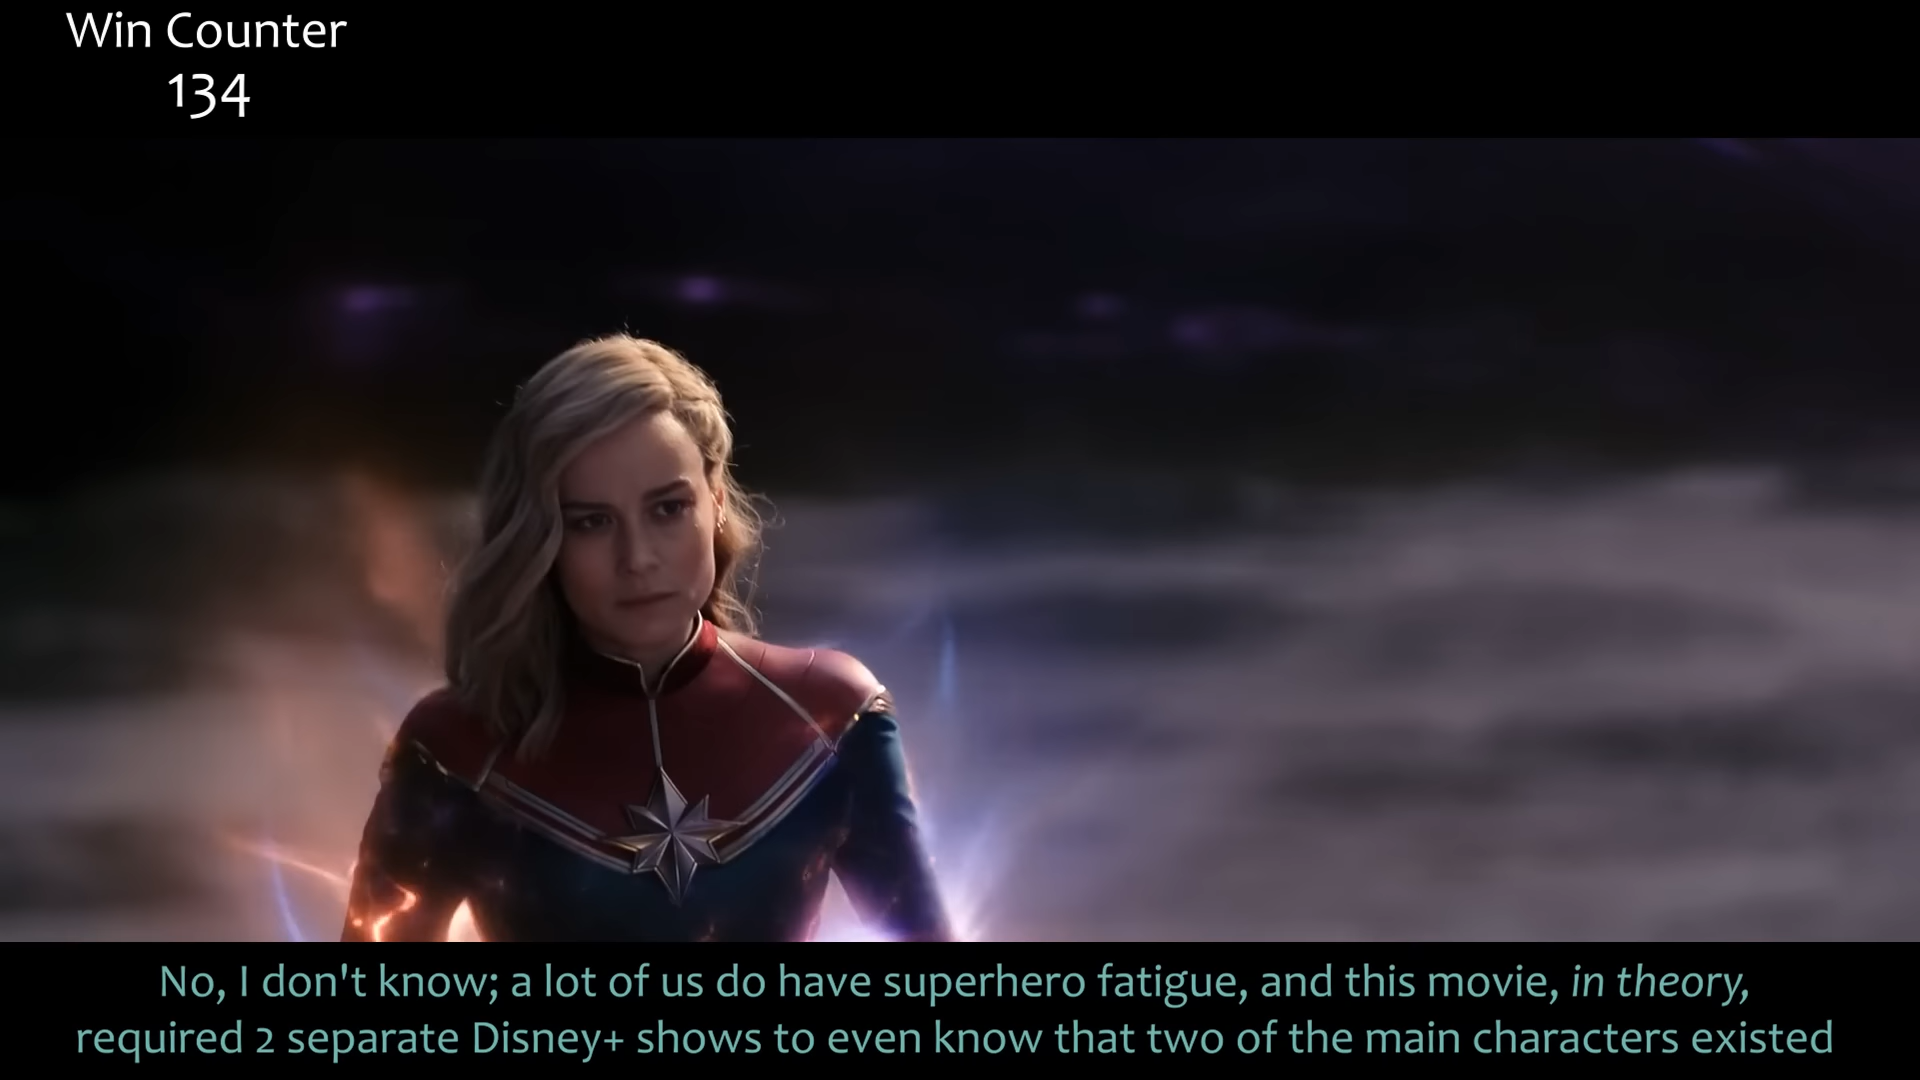 Win Counter
134
No, I don't know; a lot of us do have superhero fatigue, and this movie, in theory,
required 2 separate Disney+ shows to even know that two of the main characters existed